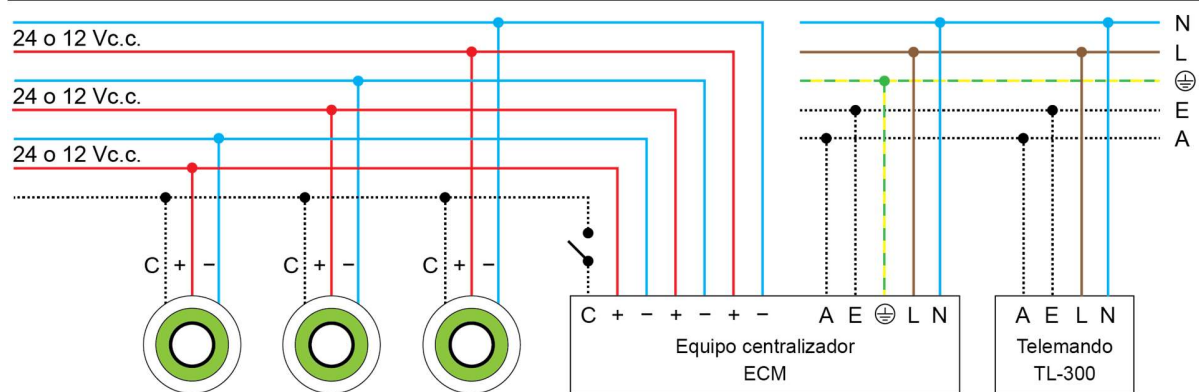 N
24 o 12 Vc.c.
L
⏚
24 o 12 Vc.c.
E
A
24 o 12 Vc.c.
C + − C + − C + −
C + − + − + − A E ⏚ L N A E L N
Equipo centralizador
ECM
Telemando
TL-300